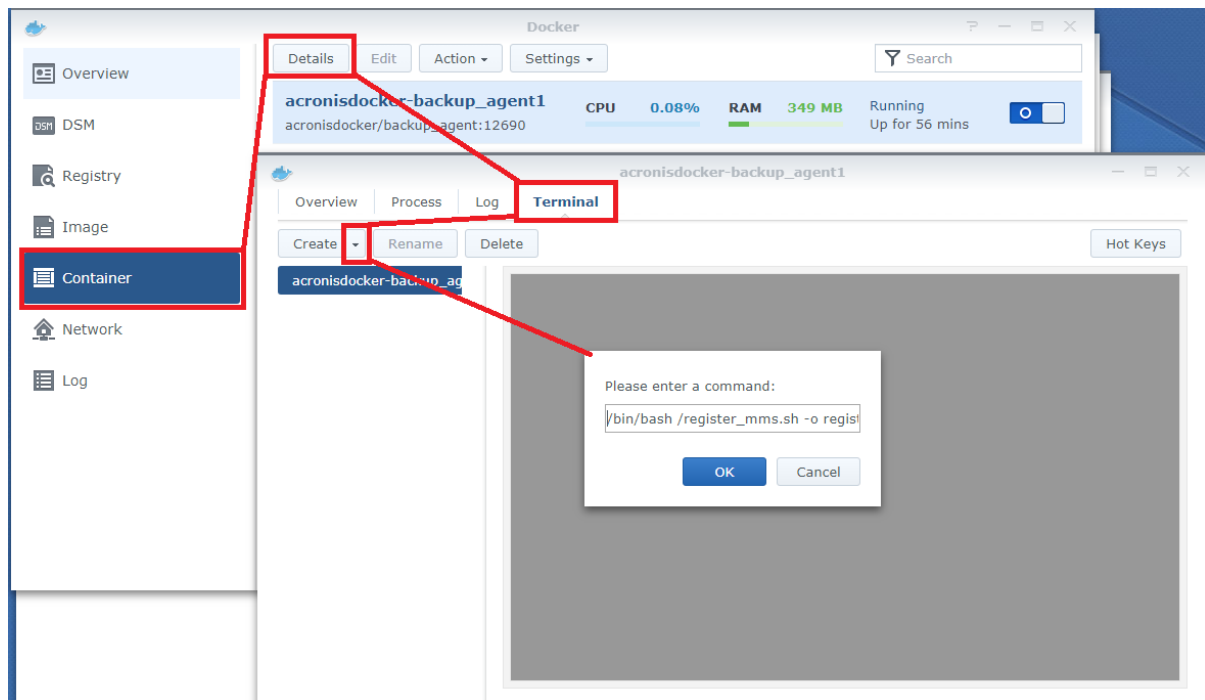 Docker
Overview
DSM
DSM
Registry
Image
Container
Network
Log
Details Edit Action Settings Search
acronisdocker-backup_agent1 CPU 0.08% RAM 349 MB Running
acronisdocker/backup_agent:12690 Up for 56 mins
acronisdocker-backup_agent1
Overview Process Log Terminal
Create Rename Delete Hot Keys
acronisdocker-backup_ag
Please enter a command:
/bin/bash /register_mms.sh -o regist
OK Cancel